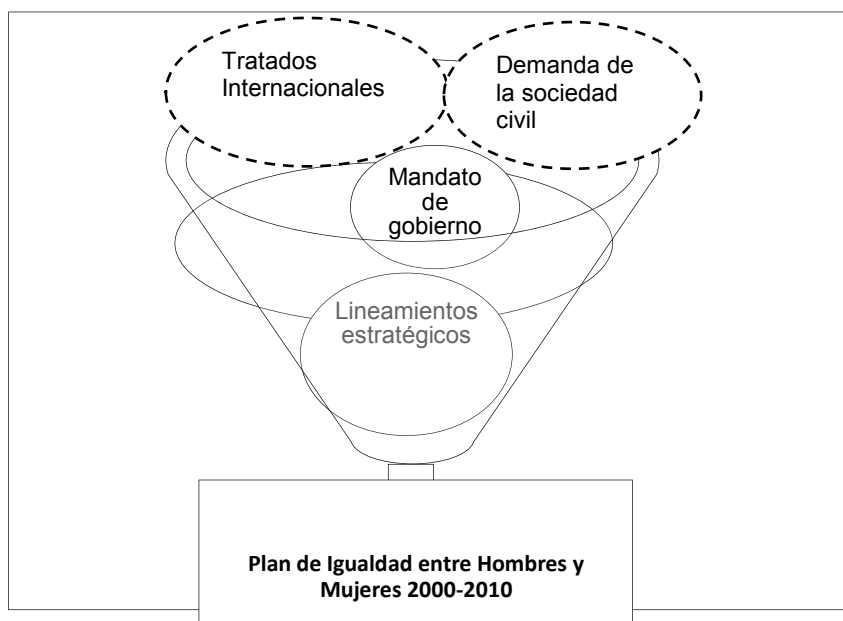 Tratados
Internacionales
Demanda de
la sociedad
civil
Mandato
de
gobierno
Lineamientos
estratégicos
Plan de Igualdad entre Hombres y
Mujeres 2000-2010